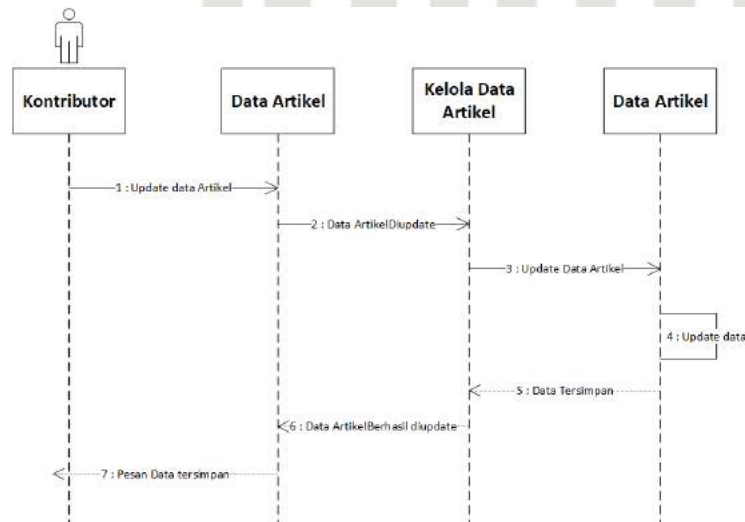 Kontributor
Data Artikel
Kelola Data
Artikel
Data Artikel
1 : Update data Artikel
2 : Data ArtikelDiupdate
3 : Update Data Artikel
4 : Update data
5 : Data Tersimpan
6 : Data ArtikelBerhasil diupdate
7 : Pesan Data tersimpan